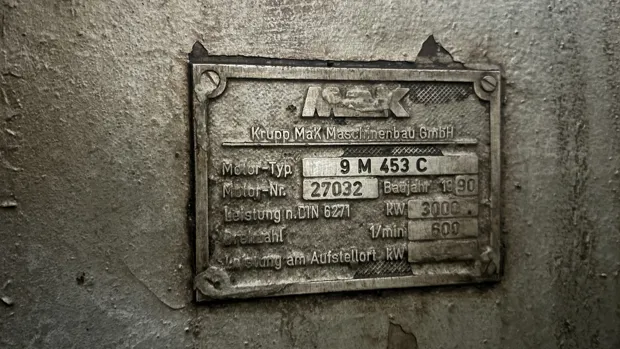 MaK
Krupp MaK Maschinenbau GmbH
Motor-Typ. 9 M 453 C
Motor-Nr. 27032 Baujahr 1990
Leistung n.DIN 6271 kW 3000
Drehzahl 1/min 600
Leistung am Aufstellort kW